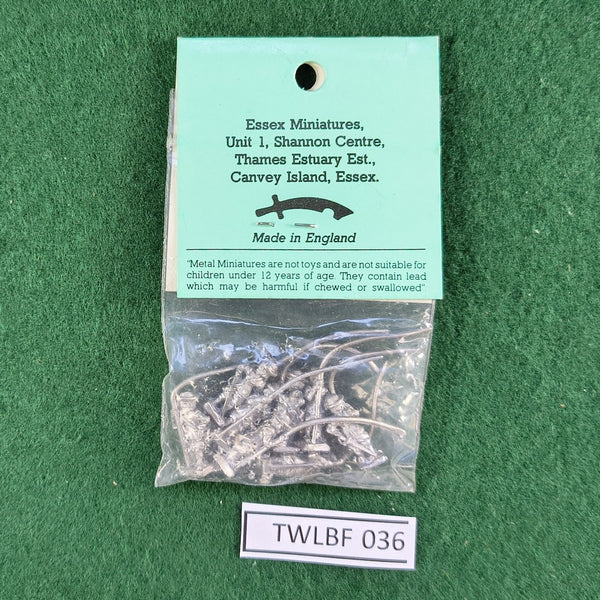 Essex Miniatures,
Unit 1, Shannon Centre,
Thames Estuary Est.,
Canvey Island, Essex.
Made in England
"Metal Miniatures are not toys and are not suitable for
children under 12 years of age. They contain lead
which may be harmful if chewed or swallowed"
TWLBF 036